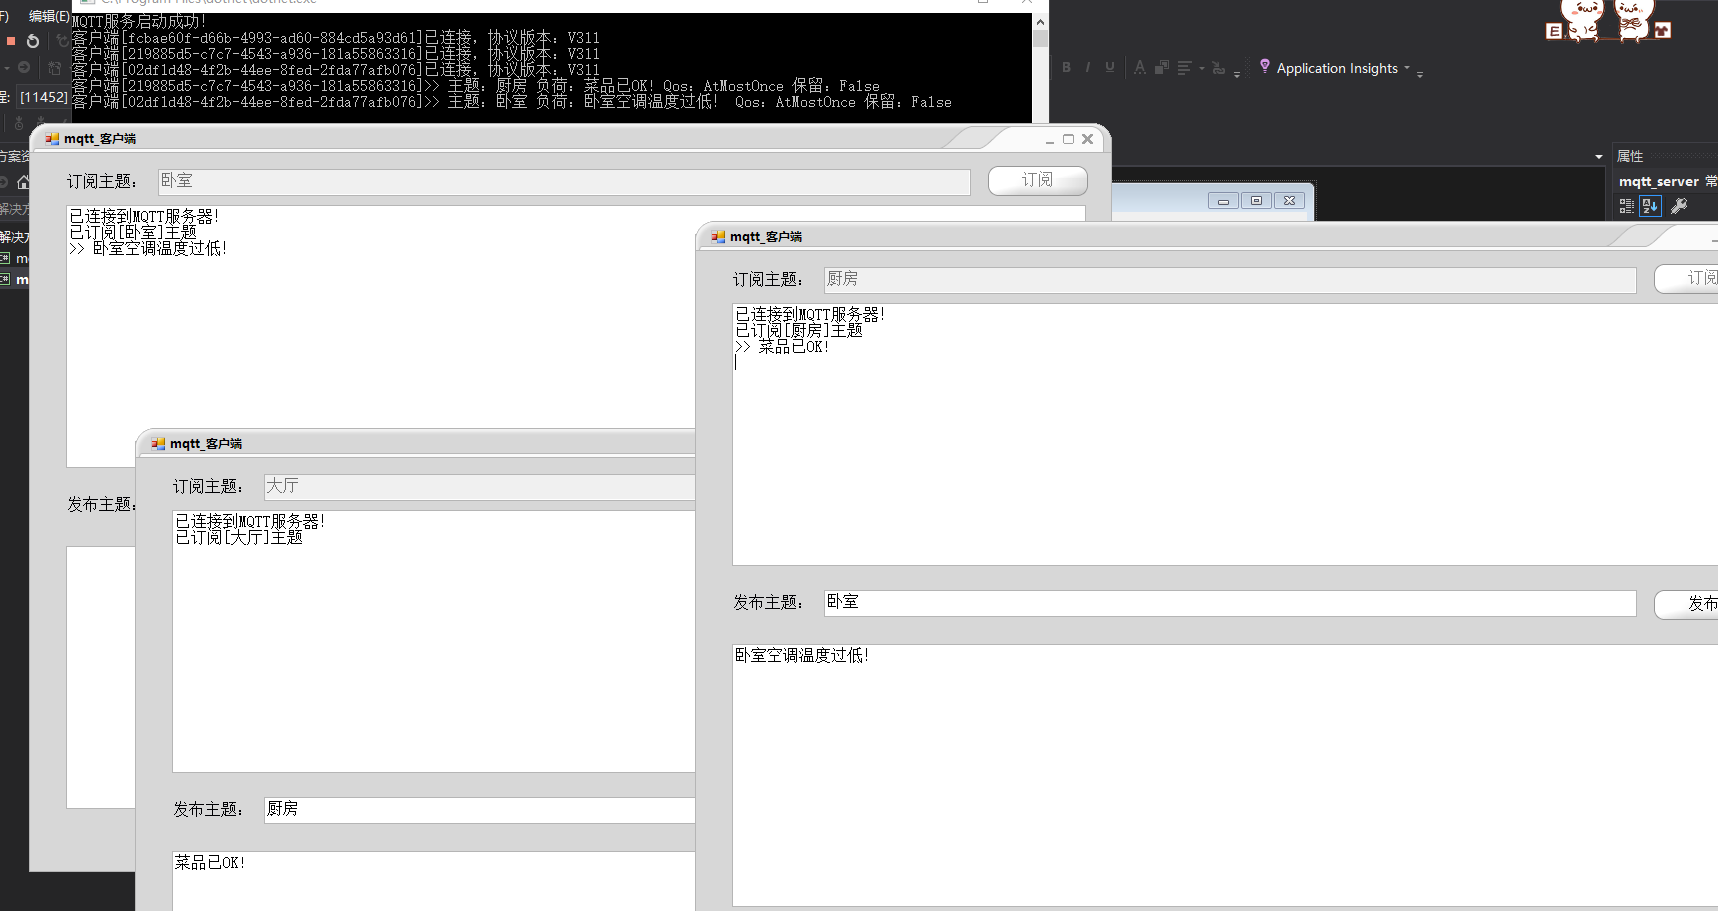 C:\Program Files\dotnet\dotnet.exe
编辑(E)
MQTT服务启动成功!
客户端[fcbae60f-d66b-4993-ad60-884cd5a93d61]已连接，协议版本：V311
客户端[219885d5-c7c7-4543-a936-181a55863316]已连接，协议版本：V311
客户端[02df1d48-4f2b-44ee-8fed-2fda77afb076]已连接，协议版本：V311
客户端[219885d5-c7c7-4543-a936-181a55863316]>> 主题：厨房 负荷：菜品已OK! Qos：AtMostOnce 保留：False
客户端[02df1d48-4f2b-44ee-8fed-2fda77afb076]>> 主题：卧室 负荷：卧室空调温度过低! Qos：AtMostOnce 保留：False
[11452]
B I U A
Application Insights
E
属性
mqtt_server 常
方案资
解决方
解决方
mqtt_客户端
订阅主题：
卧室
订阅
已连接到MQTT服务器!
已订阅[卧室]主题
>> 卧室空调温度过低!
发布主题：
mqtt_客户端
订阅主题：
大厅
已连接到MQTT服务器!
已订阅[大厅]主题
发布主题：
厨房
菜品已OK!
mqtt_客户端
订阅主题：
厨房
订阅
已连接到MQTT服务器!
已订阅[厨房]主题
>> 菜品已OK!
发布主题：
卧室
发布
卧室空调温度过低!